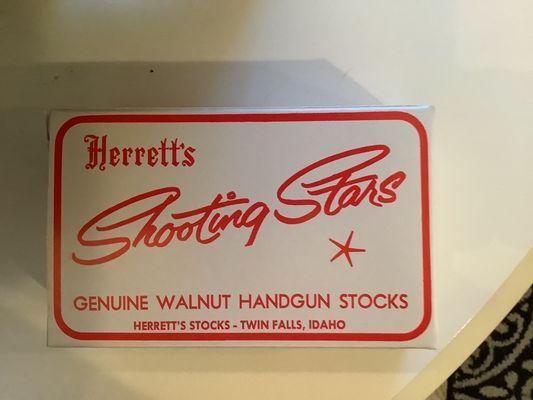 Herrett's
Shooting Stars
GENUINE WALNUT HANDGUN STOCKS
HERRETT'S STOCKS - TWIN FALLS, IDAHO